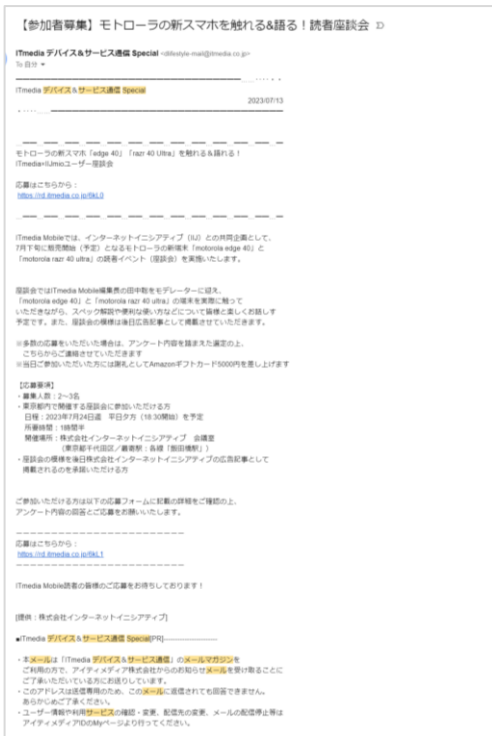 【参加者募集】モトローラの新スマホを触れる&語る！読者座談会
ITmedia デバイス＆サービス通信 Special <dlifestyle-mail@itmedia.co.jp>
To 自分
ITmedia デバイス＆サービス通信 Special
2023/07/13
モトローラの新スマホ「edge 40」「razr 40 Ultra」を触れる＆語れる！
ITmedia×IIJmioユーザー座談会
応募はこちらから：
https://rd.itmedia.co.jp/6kL0
ITmedia Mobileでは、インターネットイニシアティブ（IIJ）との共同企画として、
7月下旬に販売開始（予定）となるモトローラの新端末「motorola edge 40」と
「motorola razr 40 ultra」の読者イベント（座談会）を実施いたします。
座談会ではITmedia Mobile編集長の田中聡をモデレーターに迎え、
「motorola edge 40」と「motorola razr 40 ultra」の端末を実際に触って
いただきながら、スペック解説や便利な使い方などについて皆様と楽しくお話しす
予定です。また、座談会の模様は後日広告記事として掲載させていただきます。
※多数の応募をいただいた場合は、アンケート内容を踏まえた選定の上、
こちらからご連絡させていただきます
※当日ご参加いただいた方には謝礼としてAmazonギフトカード5000円を差し上げます
【応募要項】
・募集人数：2～3名
・東京都内で開催する座談会に参加いただける方
日程：2023年7月24日週　平日夕方（18:30開始）を予定
所要時間：1時間半
開催場所：株式会社インターネットイニシアティブ　会議室
（東京都千代田区／最寄駅：各線「飯田橋駅」）
・座談会の模様を後日株式会社インターネットイニシアティブの広告記事として
掲載されるのを承諾いただける方
ご参加いただける方は以下の応募フォームに記載の詳細をご確認の上、
アンケート内容の回答とご応募をお願いいたします。
応募はこちらから：
https://rd.itmedia.co.jp/6kL1
ITmedia Mobile読者の皆様のご応募をお待ちしております！
[提供：株式会社インターネットイニシアティブ]
■ITmedia デバイス＆サービス通信 Special[PR]
・本メールは「ITmedia デバイス＆サービス通信」のメールマガジンを
ご利用の方で、アイティメディア株式会社からのお知らせメールを受け取ることに
ご了承いただいている方にお送りしています。
・このアドレスは送信専用のため、このメールに返信されても回答できません。
あらかじめご了承ください。
・ユーザー情報や利用サービスの確認・変更、配信先の変更、メールの配信停止等は
アイティメディアIDのMyページより行ってください。